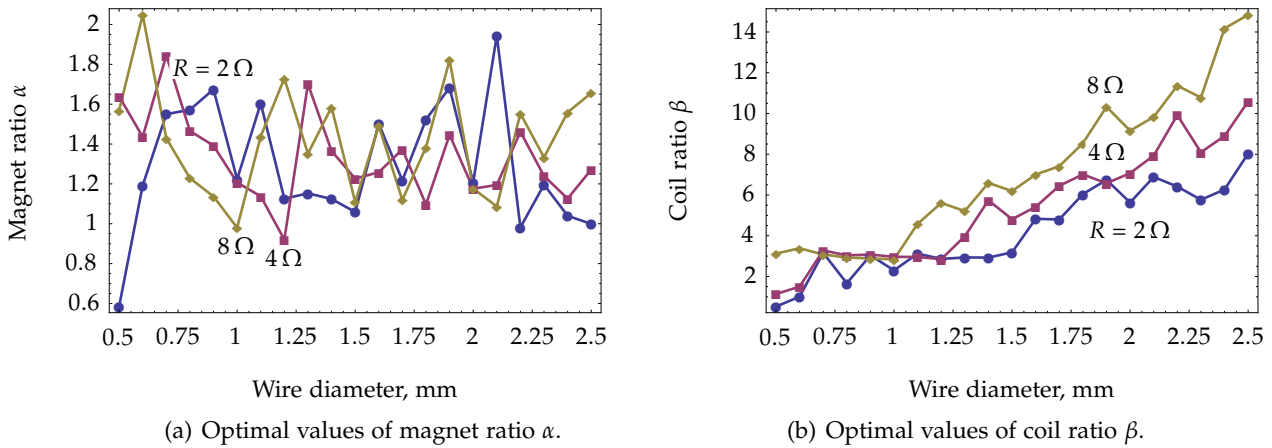 2
1.8
1.6
1.4
1.2
1
0.8
0.6
Magnet ratio α
R = 2 Ω
8 Ω
4 Ω
0.5 0.75 1 1.25 1.5 1.75 2 2.25 2.5
Wire diameter, mm
(a) Optimal values of magnet ratio α.
14
12
10
8
6
4
2
Coil ratio β
8 Ω
4 Ω
R = 2 Ω
0.5 0.75 1 1.25 1.5 1.75 2 2.25 2.5
Wire diameter, mm
(b) Optimal values of coil ratio β.